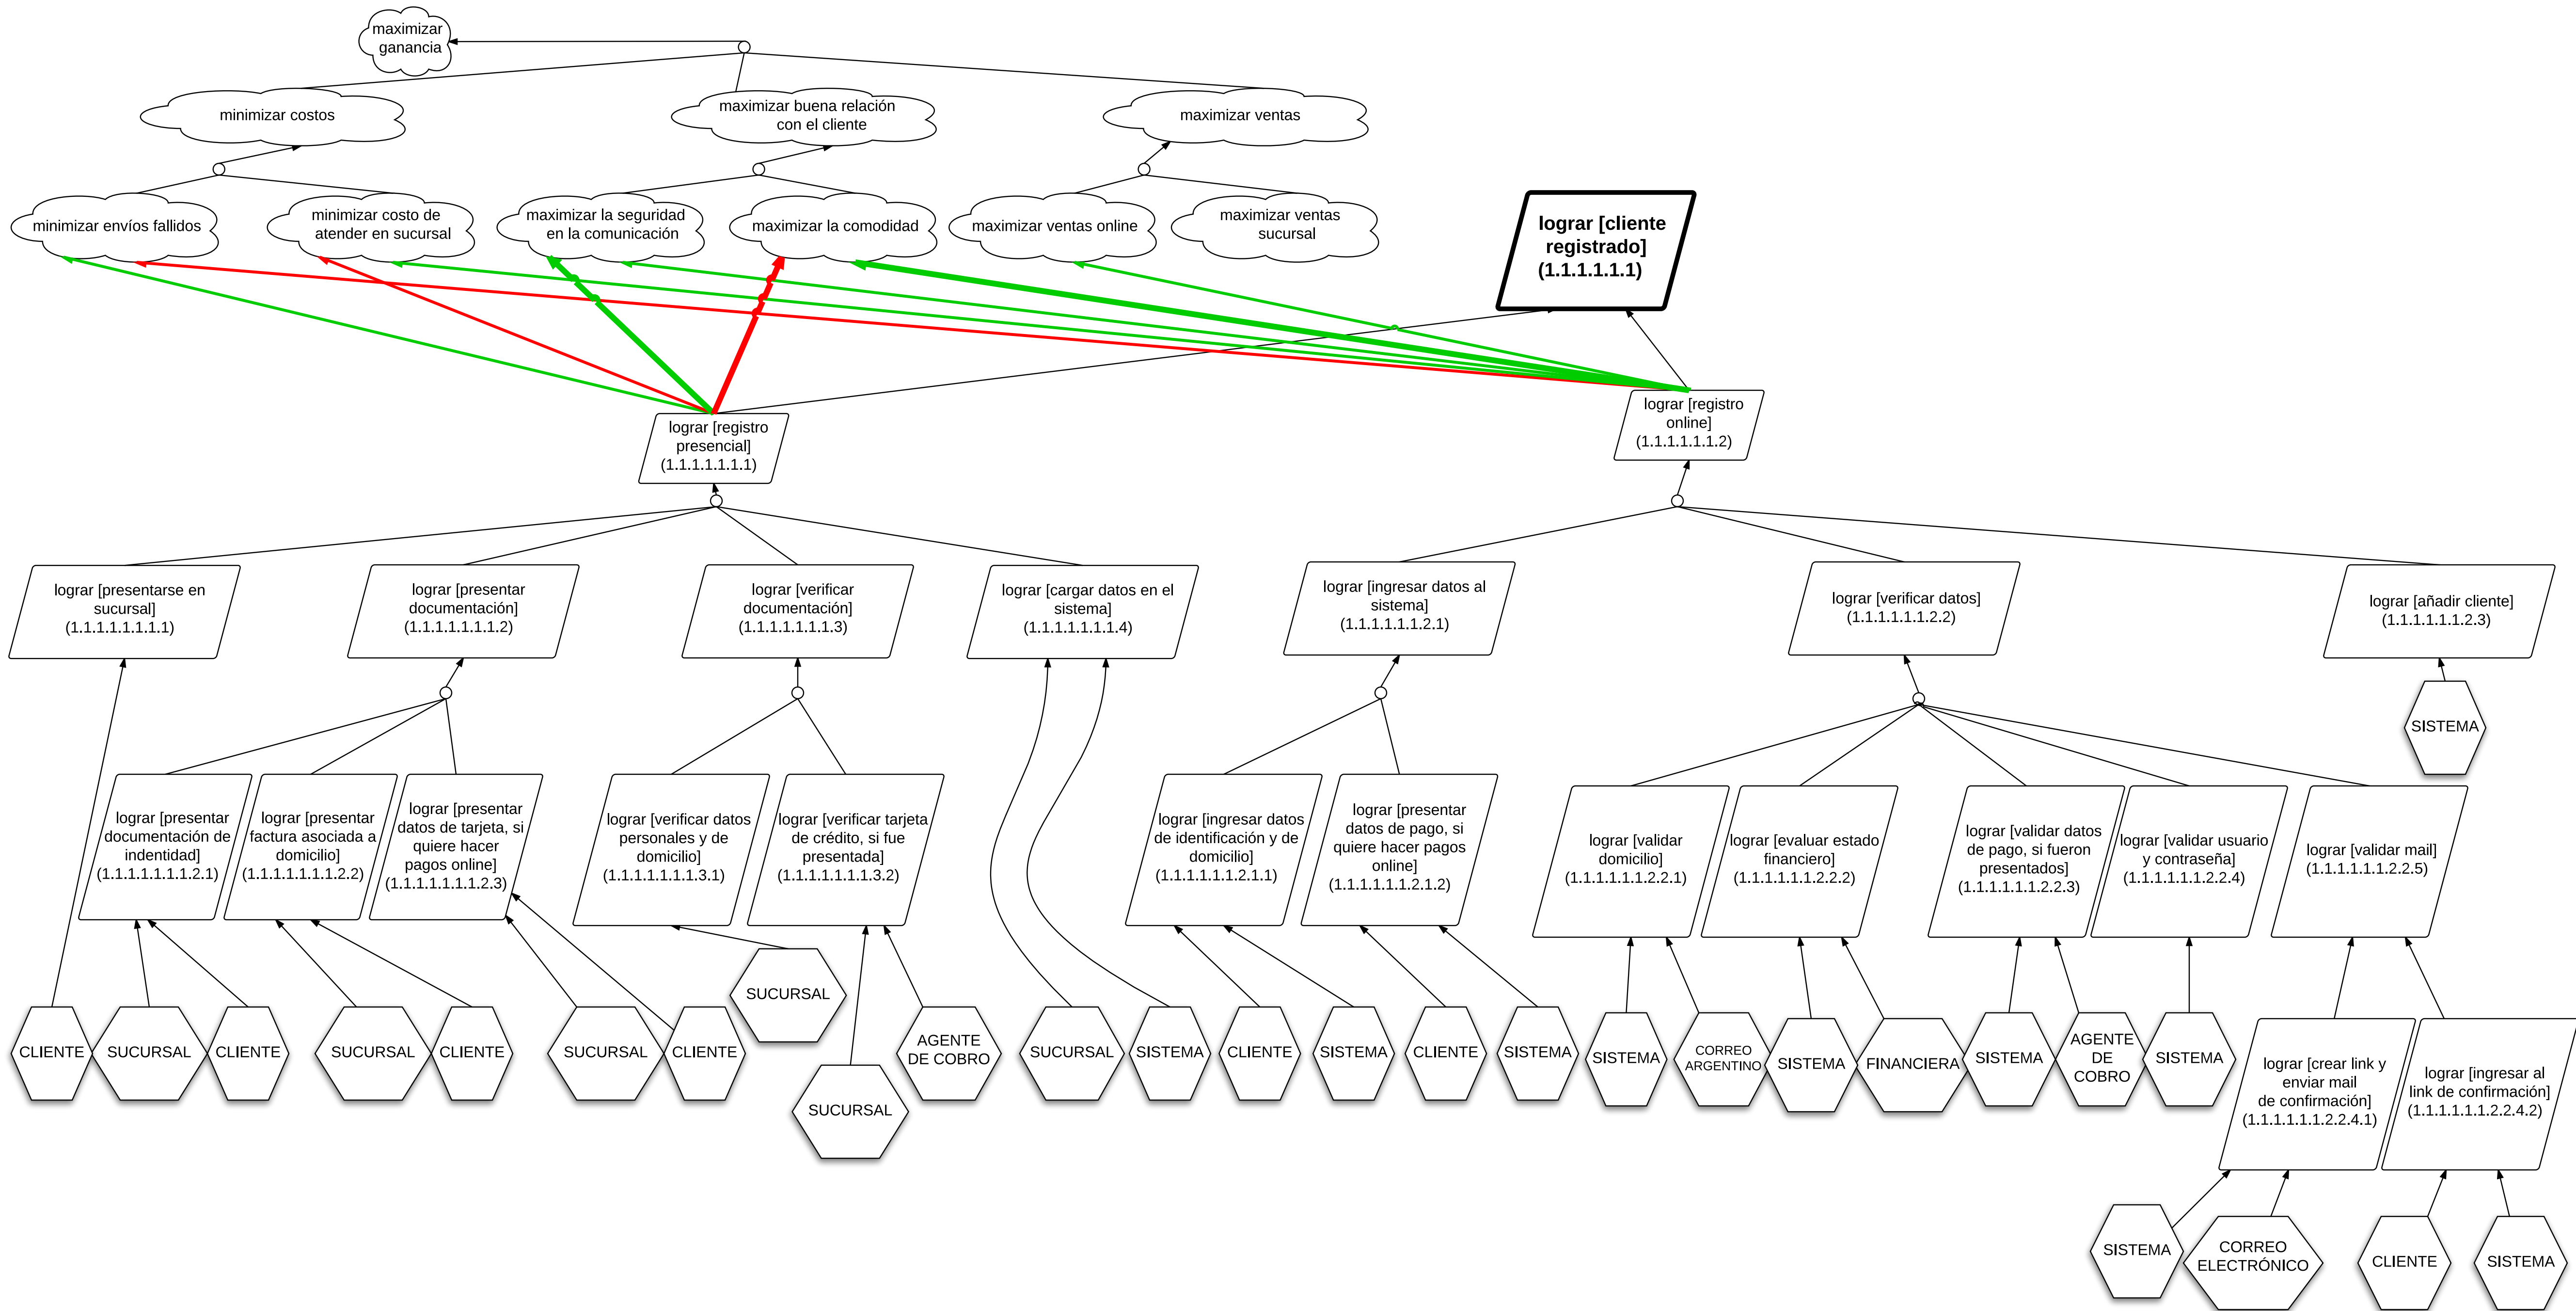 maximizar
ganancia
minimizar costos
maximizar buena relación
con el cliente
maximizar ventas
minimizar envíos fallidos
minimizar costo de
atender en sucursal
maximizar la seguridad
en la comunicación
maximizar la comodidad
maximizar ventas online
maximizar ventas
sucursal
lograr [cliente
registrado]
(1.1.1.1.1.1)
lograr [registro
presencial]
(1.1.1.1.1.1.1)
lograr [registro
online]
(1.1.1.1.1.1.2)
lograr [presentarse en
sucursal]
(1.1.1.1.1.1.1.1)
lograr [presentar
documentación]
(1.1.1.1.1.1.1.2)
lograr [verificar
documentación]
(1.1.1.1.1.1.1.3)
lograr [cargar datos en el
sistema]
(1.1.1.1.1.1.1.4)
lograr [ingresar datos al
sistema]
(1.1.1.1.1.1.2.1)
lograr [verificar datos]
(1.1.1.1.1.1.2.2)
lograr [añadir cliente]
(1.1.1.1.1.1.2.3)
SISTEMA
lograr [presentar
documentación de
indentidad]
(1.1.1.1.1.1.1.2.1)
lograr [presentar
factura asociada a
domicilio]
(1.1.1.1.1.1.1.2.2)
lograr [presentar
datos de tarjeta, si
quiere hacer
pagos online]
(1.1.1.1.1.1.1.2.3)
lograr [verificar datos
personales y de
domicilio]
(1.1.1.1.1.1.1.3.1)
lograr [verificar tarjeta
de crédito, si fue
presentada]
(1.1.1.1.1.1.1.3.2)
lograr [ingresar datos
de identificación y de
domicilio]
(1.1.1.1.1.1.2.1.1)
lograr [presentar
datos de pago, si
quiere hacer pagos
online]
(1.1.1.1.1.1.2.1.2)
lograr [validar
domicilio]
(1.1.1.1.1.1.2.2.1)
lograr [evaluar estado
financiero]
(1.1.1.1.1.1.2.2.2)
lograr [validar datos
de pago, si fueron
presentados]
(1.1.1.1.1.1.2.2.3)
lograr [validar usuario
y contraseña]
(1.1.1.1.1.1.2.2.4)
lograr [validar mail]
(1.1.1.1.1.1.2.2.5)
CLIENTE
SUCURSAL
CLIENTE
SUCURSAL
CLIENTE
SUCURSAL
CLIENTE
SUCURSAL
SUCURSAL
AGENTE
DE COBRO
SUCURSAL
SISTEMA
CLIENTE
SISTEMA
CLIENTE
SISTEMA
SISTEMA
CORREO
ARGENTINO
SISTEMA
FINANCIERA
SISTEMA
AGENTE
DE
COBRO
SISTEMA
lograr [crear link y
enviar mail
de confirmación]
(1.1.1.1.1.1.2.2.4.1)
lograr [ingresar al
link de confirmación]
(1.1.1.1.1.1.2.2.4.2)
SISTEMA
CORREO
ELECTRÓNICO
CLIENTE
SISTEMA